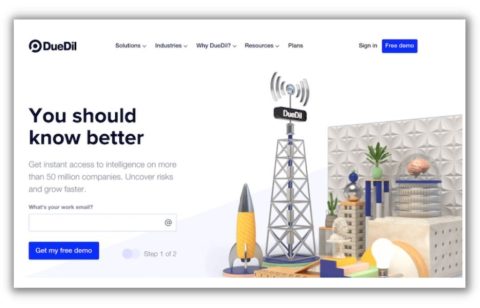 DueDil
Solutions Industries Why DueDil? Resources Plans
Sign in Free demo
DueDil
You should
know better
Get instant access to intelligence on more
than 50 million companies. Uncover risks
and grow faster.
What's your work email?
@
Get my free demo Step 1 of 2